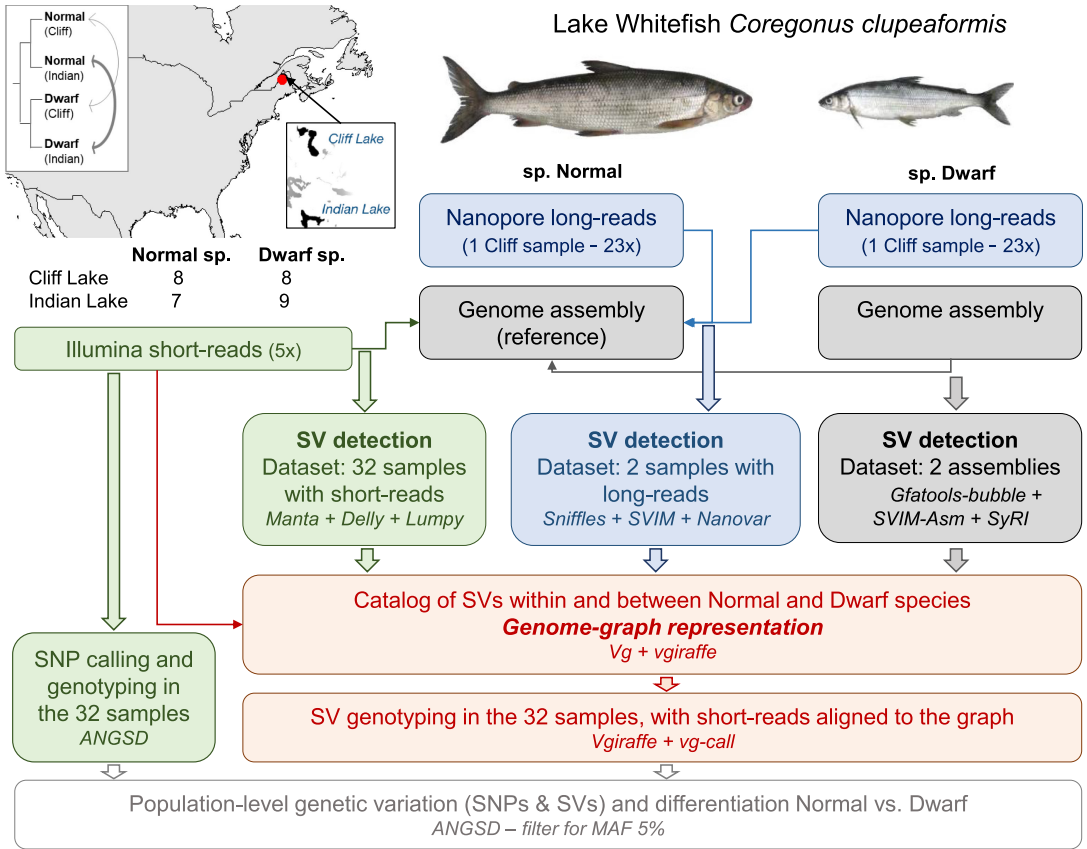 Lake Whitefish Coregonus clupeaformis
Normal
(Cliff)
Normal
(Indian)
Dwarf
(Cliff)
Dwarf
(Indian)
Cliff Lake
Indian Lake
sp. Normal
sp. Dwarf
Normal sp. Dwarf sp.
Cliff Lake 8 8
Indian Lake 7 9
Nanopore long-reads
(1 Cliff sample - 23x)
Nanopore long-reads
(1 Cliff sample - 23x)
Genome assembly
(reference)
Genome assembly
Illumina short-reads (5x)
SV detection
Dataset: 32 samples
with short-reads
Manta + Delly + Lumpy
SV detection
Dataset: 2 samples with
long-reads
Sniffles + SVIM + Nanovar
SV detection
Dataset: 2 assemblies
Gfatools-bubble +
SVIM-Asm + SyRI
Catalog of SVs within and between Normal and Dwarf species
Genome-graph representation
Vg + vgiraffe
SNP calling and
genotyping in
the 32 samples
ANGSD
SV genotyping in the 32 samples, with short-reads aligned to the graph
Vgiraffe + vg-call
Population-level genetic variation (SNPs & SVs) and differentiation Normal vs. Dwarf
ANGSD – filter for MAF 5%